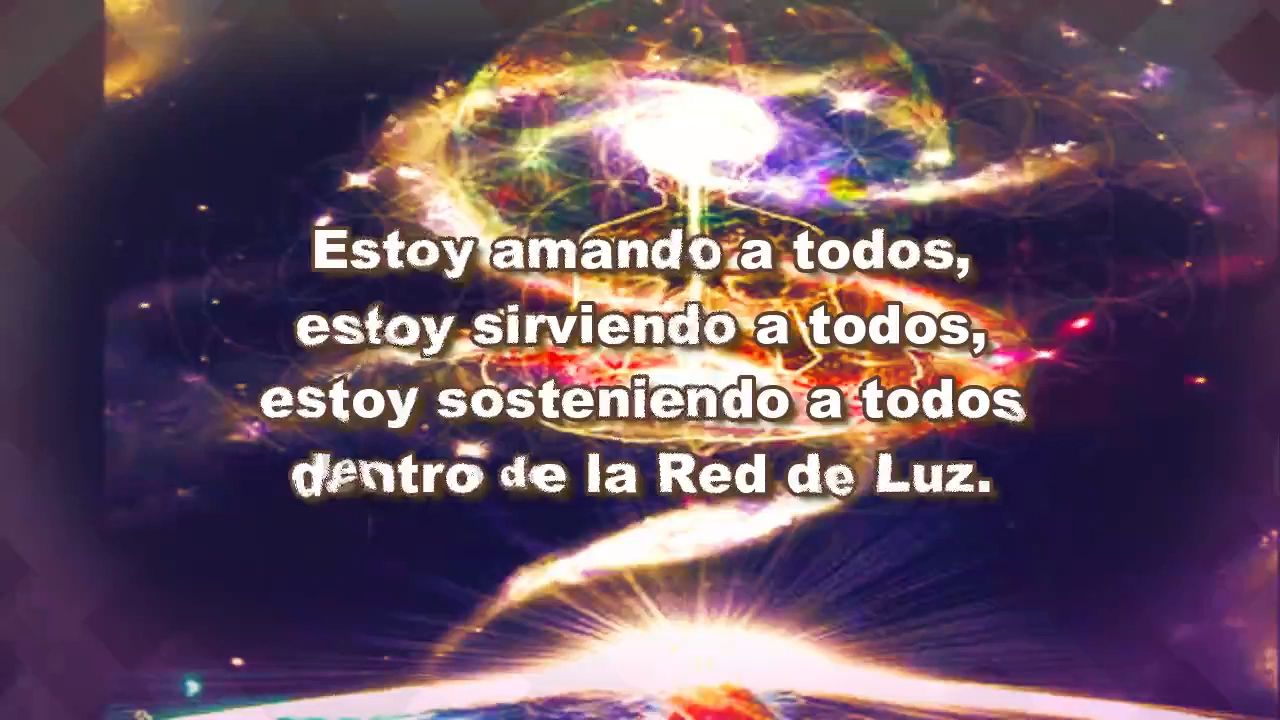 Estoy amando a todos,
estoy sirviendo a todos,
estoy sosteniendo a todos
dentro de la Red de Luz.